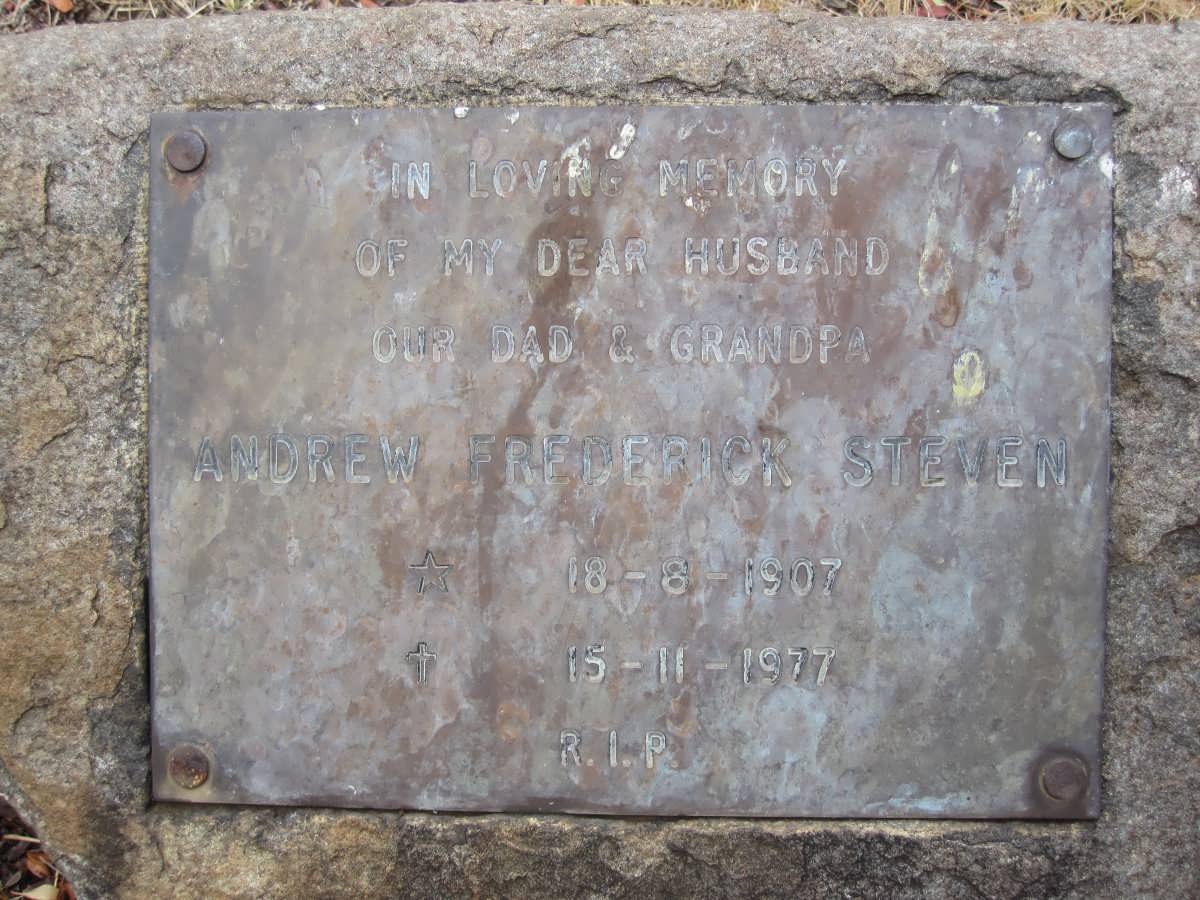 IN LOVING MEMORY
OF MY DEAR HUSBAND
OUR DAD & GRANDPA
ANDREW FREDERICK STEVEN
☆ 18-8-1907
✝ 15-11-1977
R.I.P.